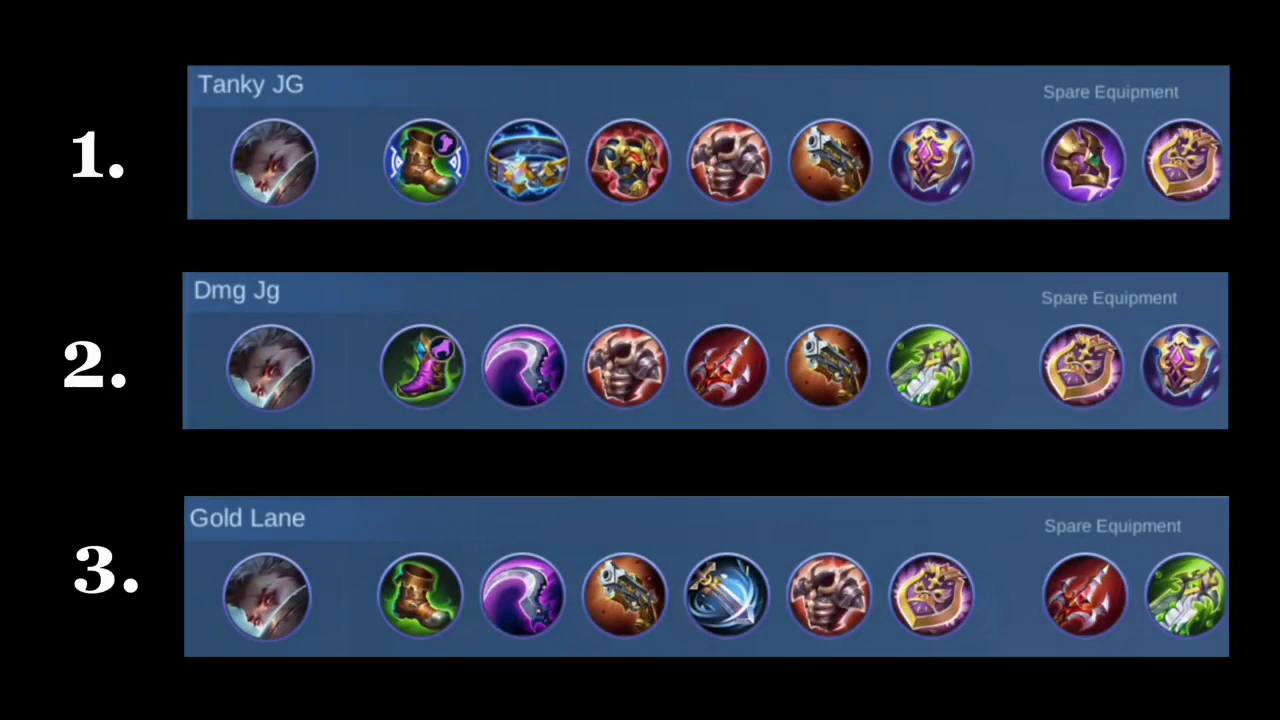 Tanky JG
Spare Equipment
1.
Dmg Jg
Spare Equipment
2.
Gold Lane
Spare Equipment
3.